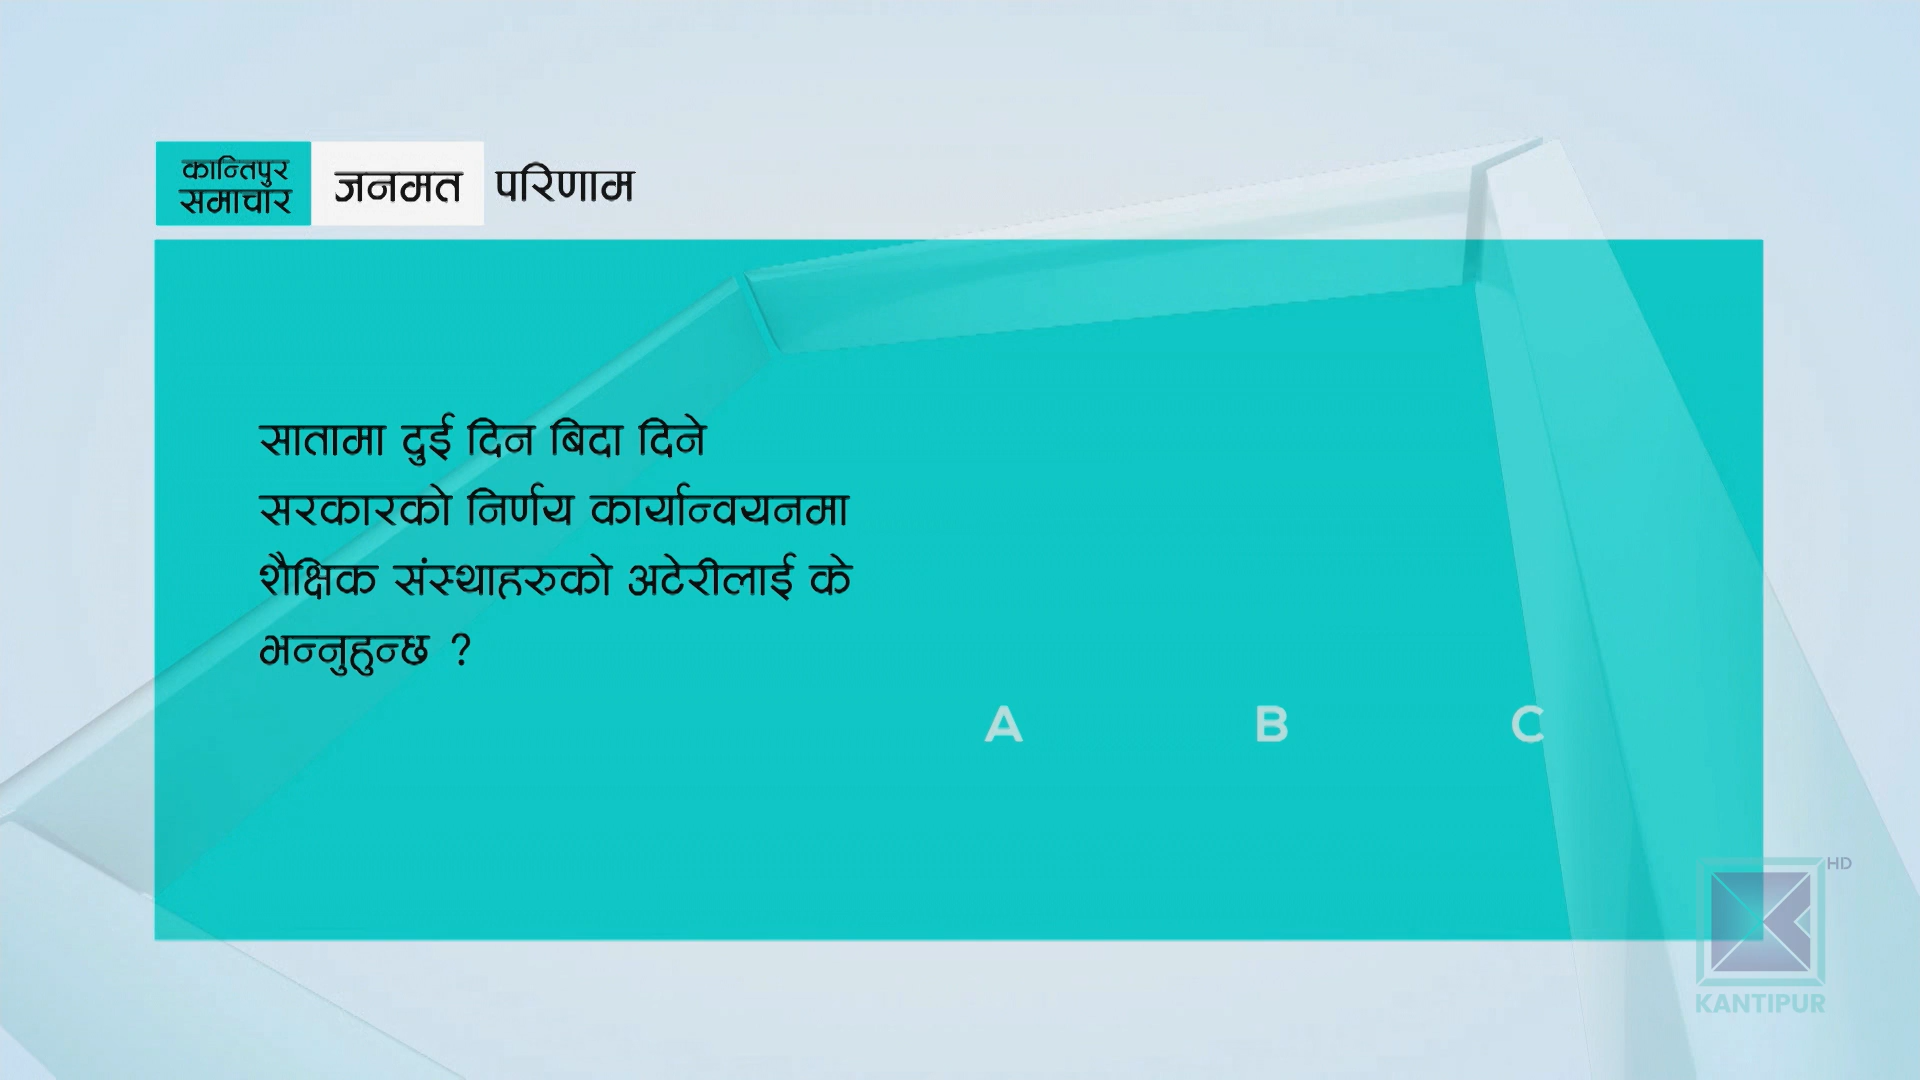 कान्तिपुर
समाचार
जनमत परिणाम
सातामा दुई दिन बिदा दिने
सरकारको निर्णय कार्यान्वयनमा
शैक्षिक संस्थाहरुको अटेरीलाई के
भन्नुहुन्छ ?
A B C
HD
KANTIPUR